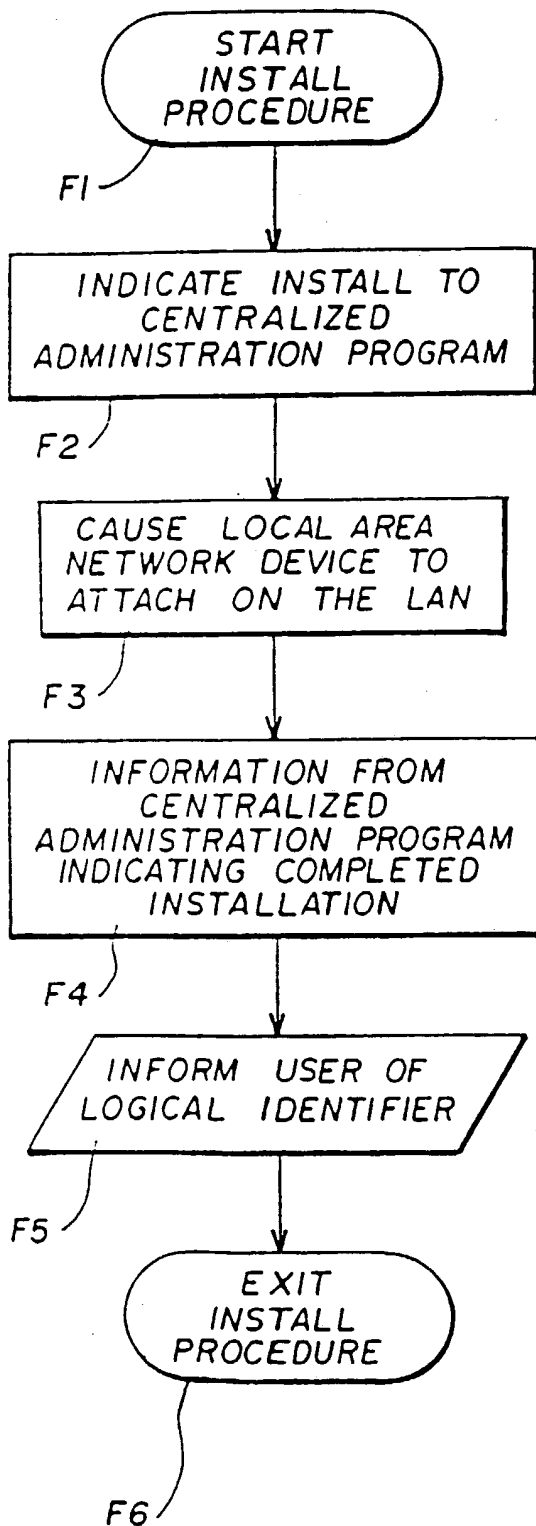 START
INSTALL
PROCEDURE
F1
INDICATE INSTALL TO
CENTRALIZED
ADMINISTRATION PROGRAM
F2
CAUSE LOCAL AREA
NETWORK DEVICE TO
ATTACH ON THE LAN
F3
INFORMATION FROM
CENTRALIZED
ADMINISTRATION PROGRAM
INDICATING COMPLETED
INSTALLATION
F4
INFORM USER OF
LOGICAL IDENTIFIER
F5
EXIT
INSTALL
PROCEDURE
F6